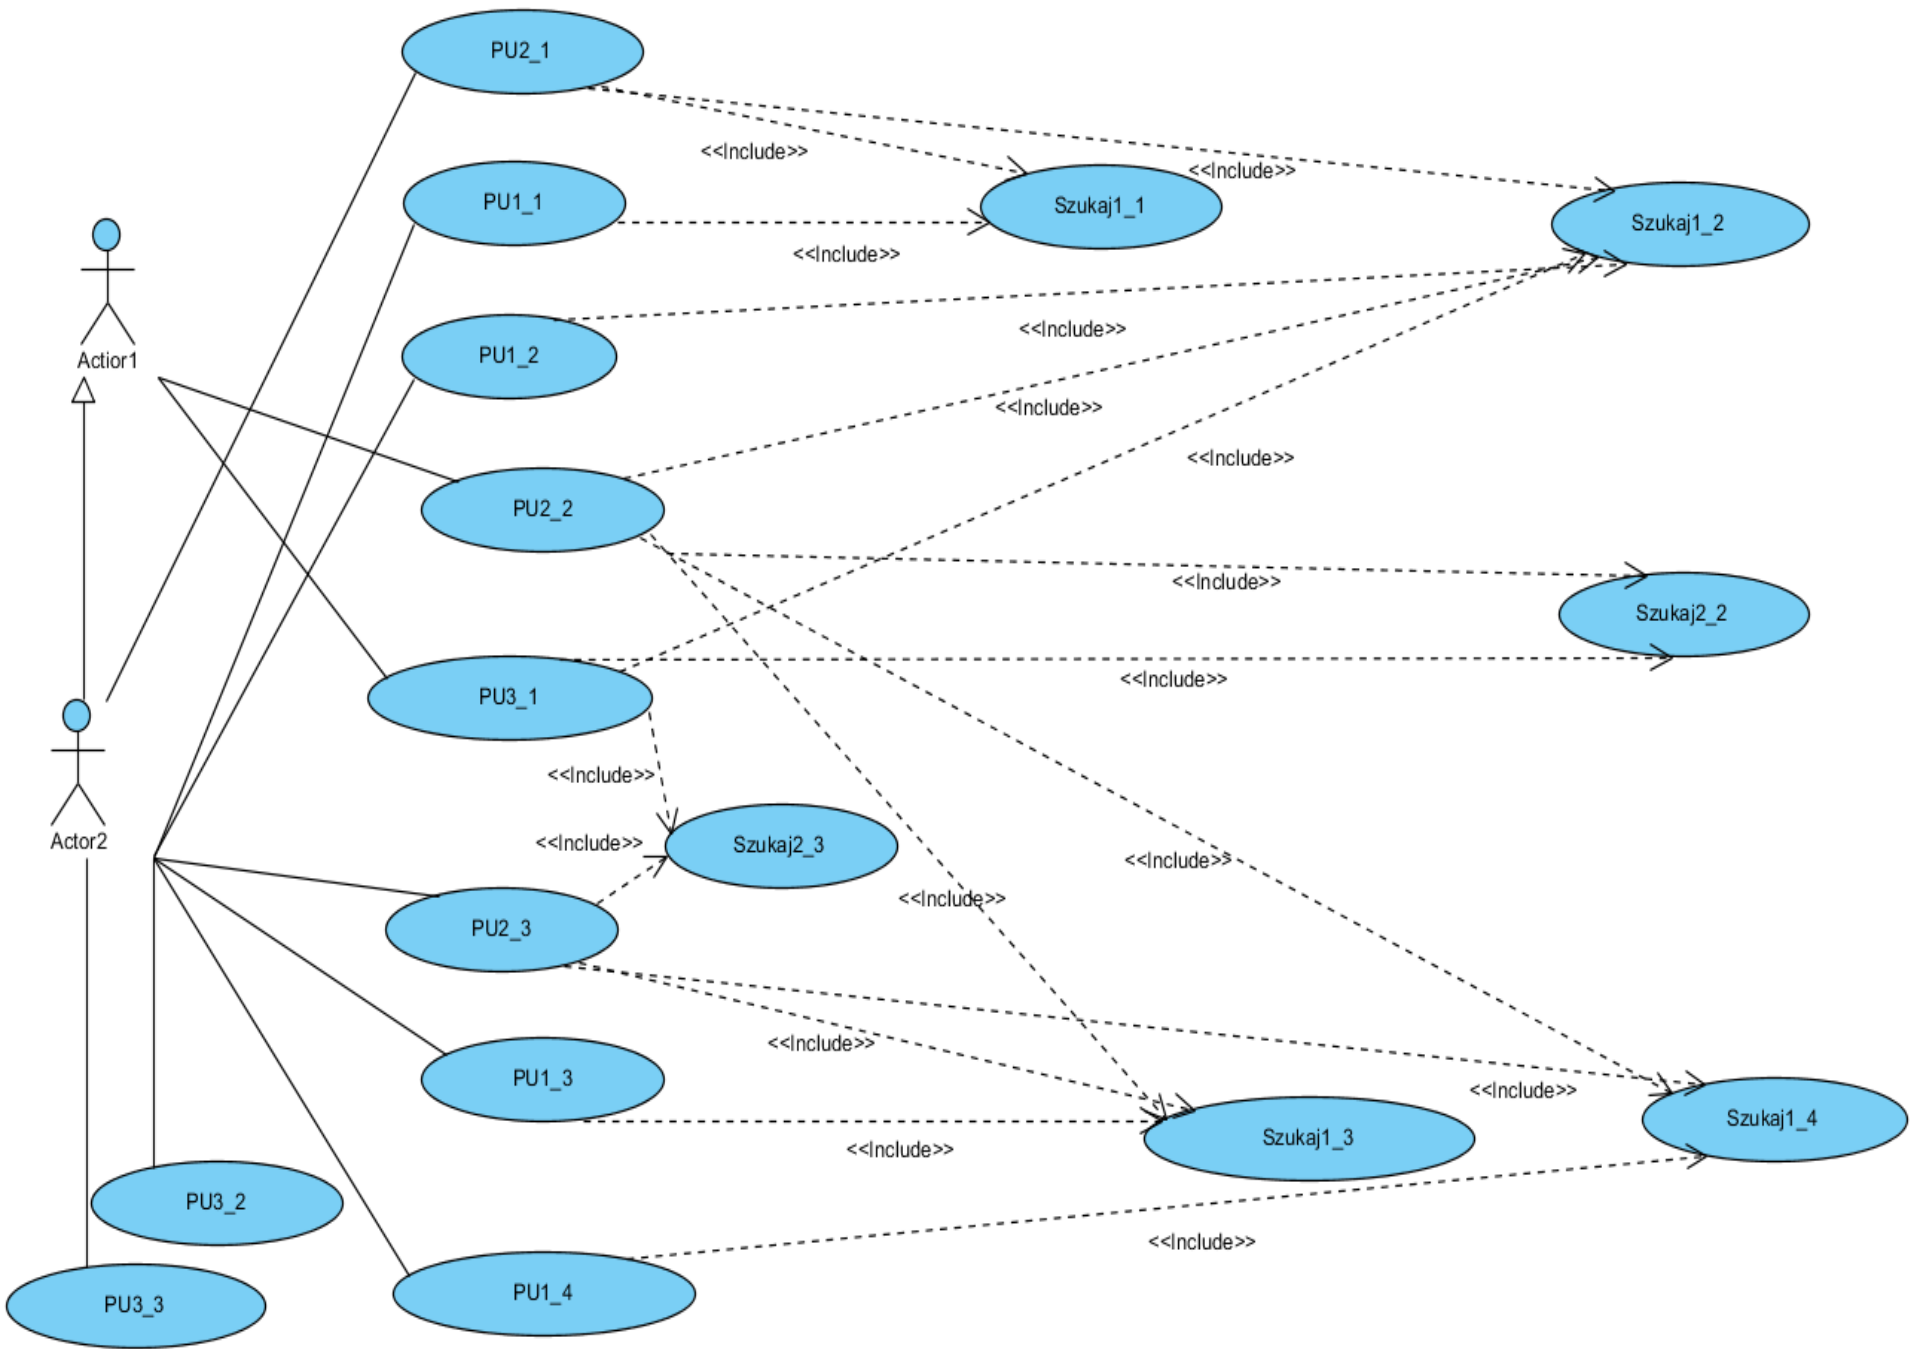 PU2_1
<<Include>>
<<Include>>
PU1_1
Szukaj1_1
Szukaj1_2
<<Include>>
<<Include>>
PU1_2
Actior1
<<Include>>
<<Include>>
PU2_2
<<Include>>
Szukaj2_2
<<Include>>
PU3_1
<<Include>>
Actor2
<<Include>>
Szukaj2_3
<<Include>>
<<Include>>
PU2_3
<<Include>>
PU1_3
<<Include>>
Szukaj1_4
Szukaj1_3
<<Include>>
PU3_2
<<Include>>
PU1_4
PU3_3